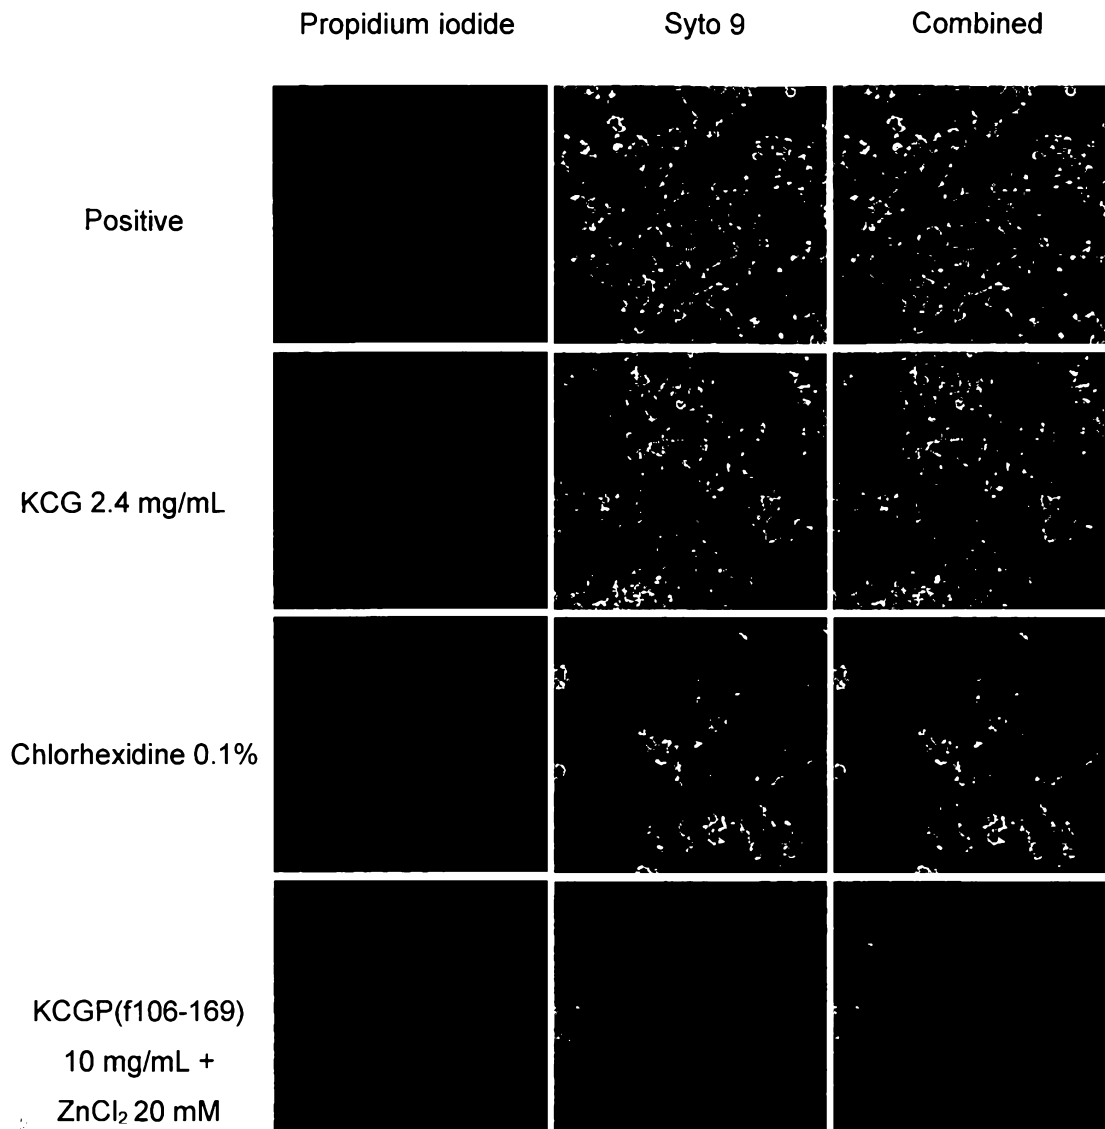 Propidium iodide Syto 9 Combined
Positive
KCG 2.4 mg/mL
Chlorhexidine 0.1%
KCGP(f106-169)
10 mg/mL +
ZnCl₂ 20 mM